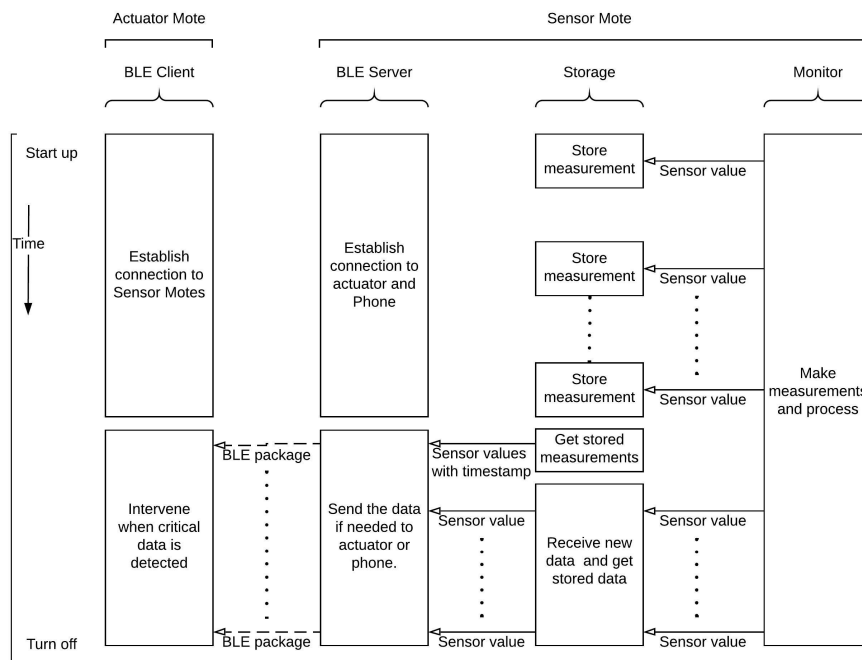 Actuator Mote
Sensor Mote
BLE Client
BLE Server
Storage
Monitor
Start up
Time
Turn off
Establish
connection to
Sensor Motes
Establish
connection to
actuator and
Phone
Store
measurement
Sensor value
Store
measurement
Sensor value
Store
measurement
Sensor value
Make
measurements
and process
Get stored
measurements
Sensor values
with timestamp
BLE package
Intervene
when critical
data is
detected
Send the data
if needed to
actuator or
phone.
Sensor value
Receive new
data and get
stored data
Sensor value
BLE package
Sensor value
Sensor value